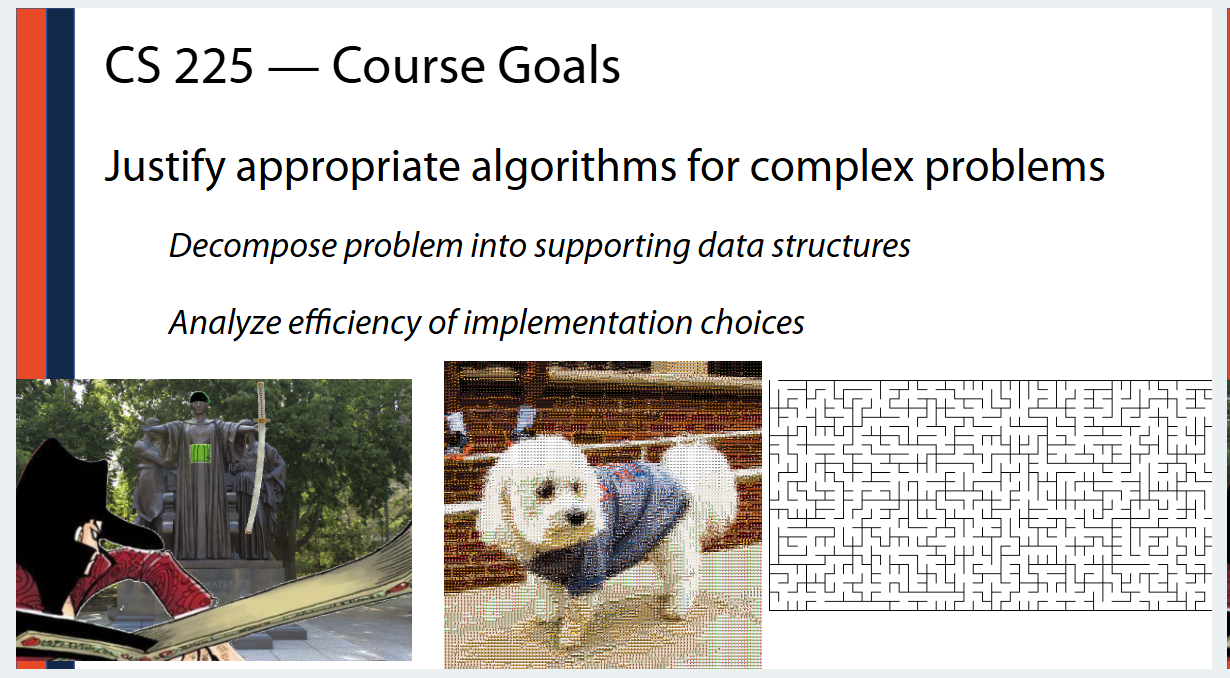 CS 225 — Course Goals
Justify appropriate algorithms for complex problems
Decompose problem into supporting data structures
Analyze efficiency of implementation choices